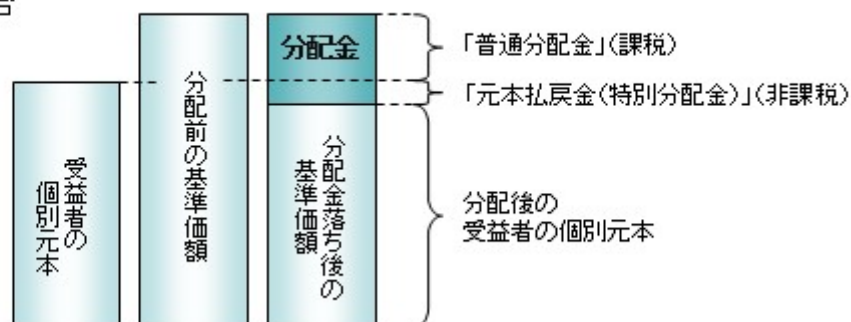 分配金
「普通分配金」(課税)
「元本払戻金(特別分配金)」(非課税)
受益者の
個別元本
分配前の基準価額
分配金落ち後の
基準価額
分配後の
受益者の個別元本